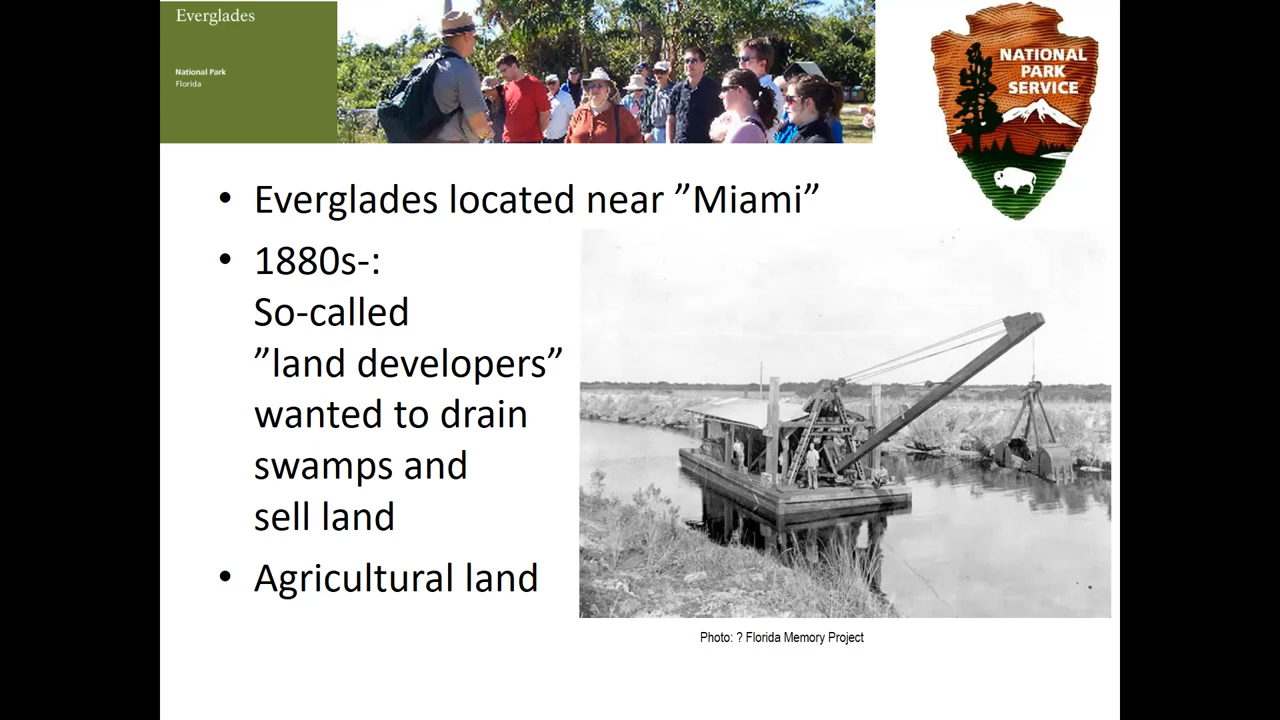 Everglades
National Park
Florida
NATIONAL
PARK
SERVICE
• Everglades located near ”Miami”
• 1880s-:
So-called
”land developers”
wanted to drain
swamps and
sell land
• Agricultural land
Photo: ? Florida Memory Project